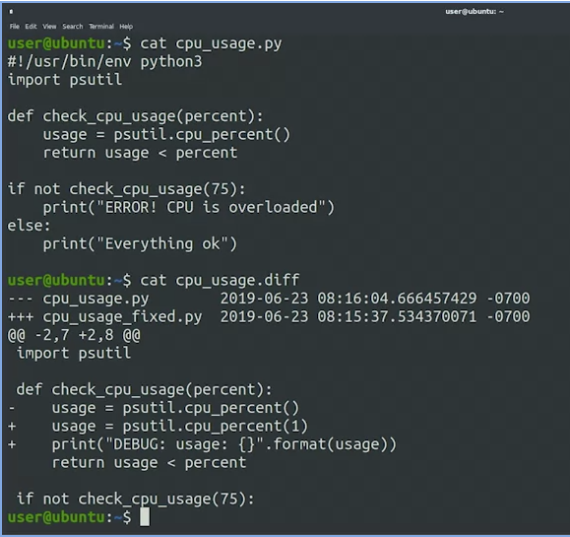 user@ubuntu: ~
File Edit View Search Terminal Help
user@ubuntu:~$ cat cpu_usage.py
#!/usr/bin/env python3
import psutil

def check_cpu_usage(percent):
    usage = psutil.cpu_percent()
    return usage < percent

if not check_cpu_usage(75):
    print("ERROR! CPU is overloaded")
else:
    print("Everything ok")

user@ubuntu:~$ cat cpu_usage.diff
--- cpu_usage.py        2019-06-23 08:16:04.666457429 -0700
+++ cpu_usage_fixed.py  2019-06-23 08:15:37.534370071 -0700
@@ -2,7 +2,8 @@
 import psutil

 def check_cpu_usage(percent):
-    usage = psutil.cpu_percent()
+    usage = psutil.cpu_percent(1)
+    print("DEBUG: usage: {}".format(usage))
     return usage < percent

 if not check_cpu_usage(75):
user@ubuntu:~$